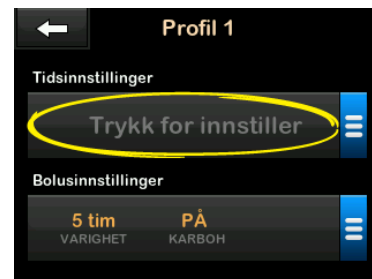 Profil 1
Tidsinnstillinger
Trykk for innstiller
Bolusinnstillinger
5 tim PÅ
VARIGHET KARBOH